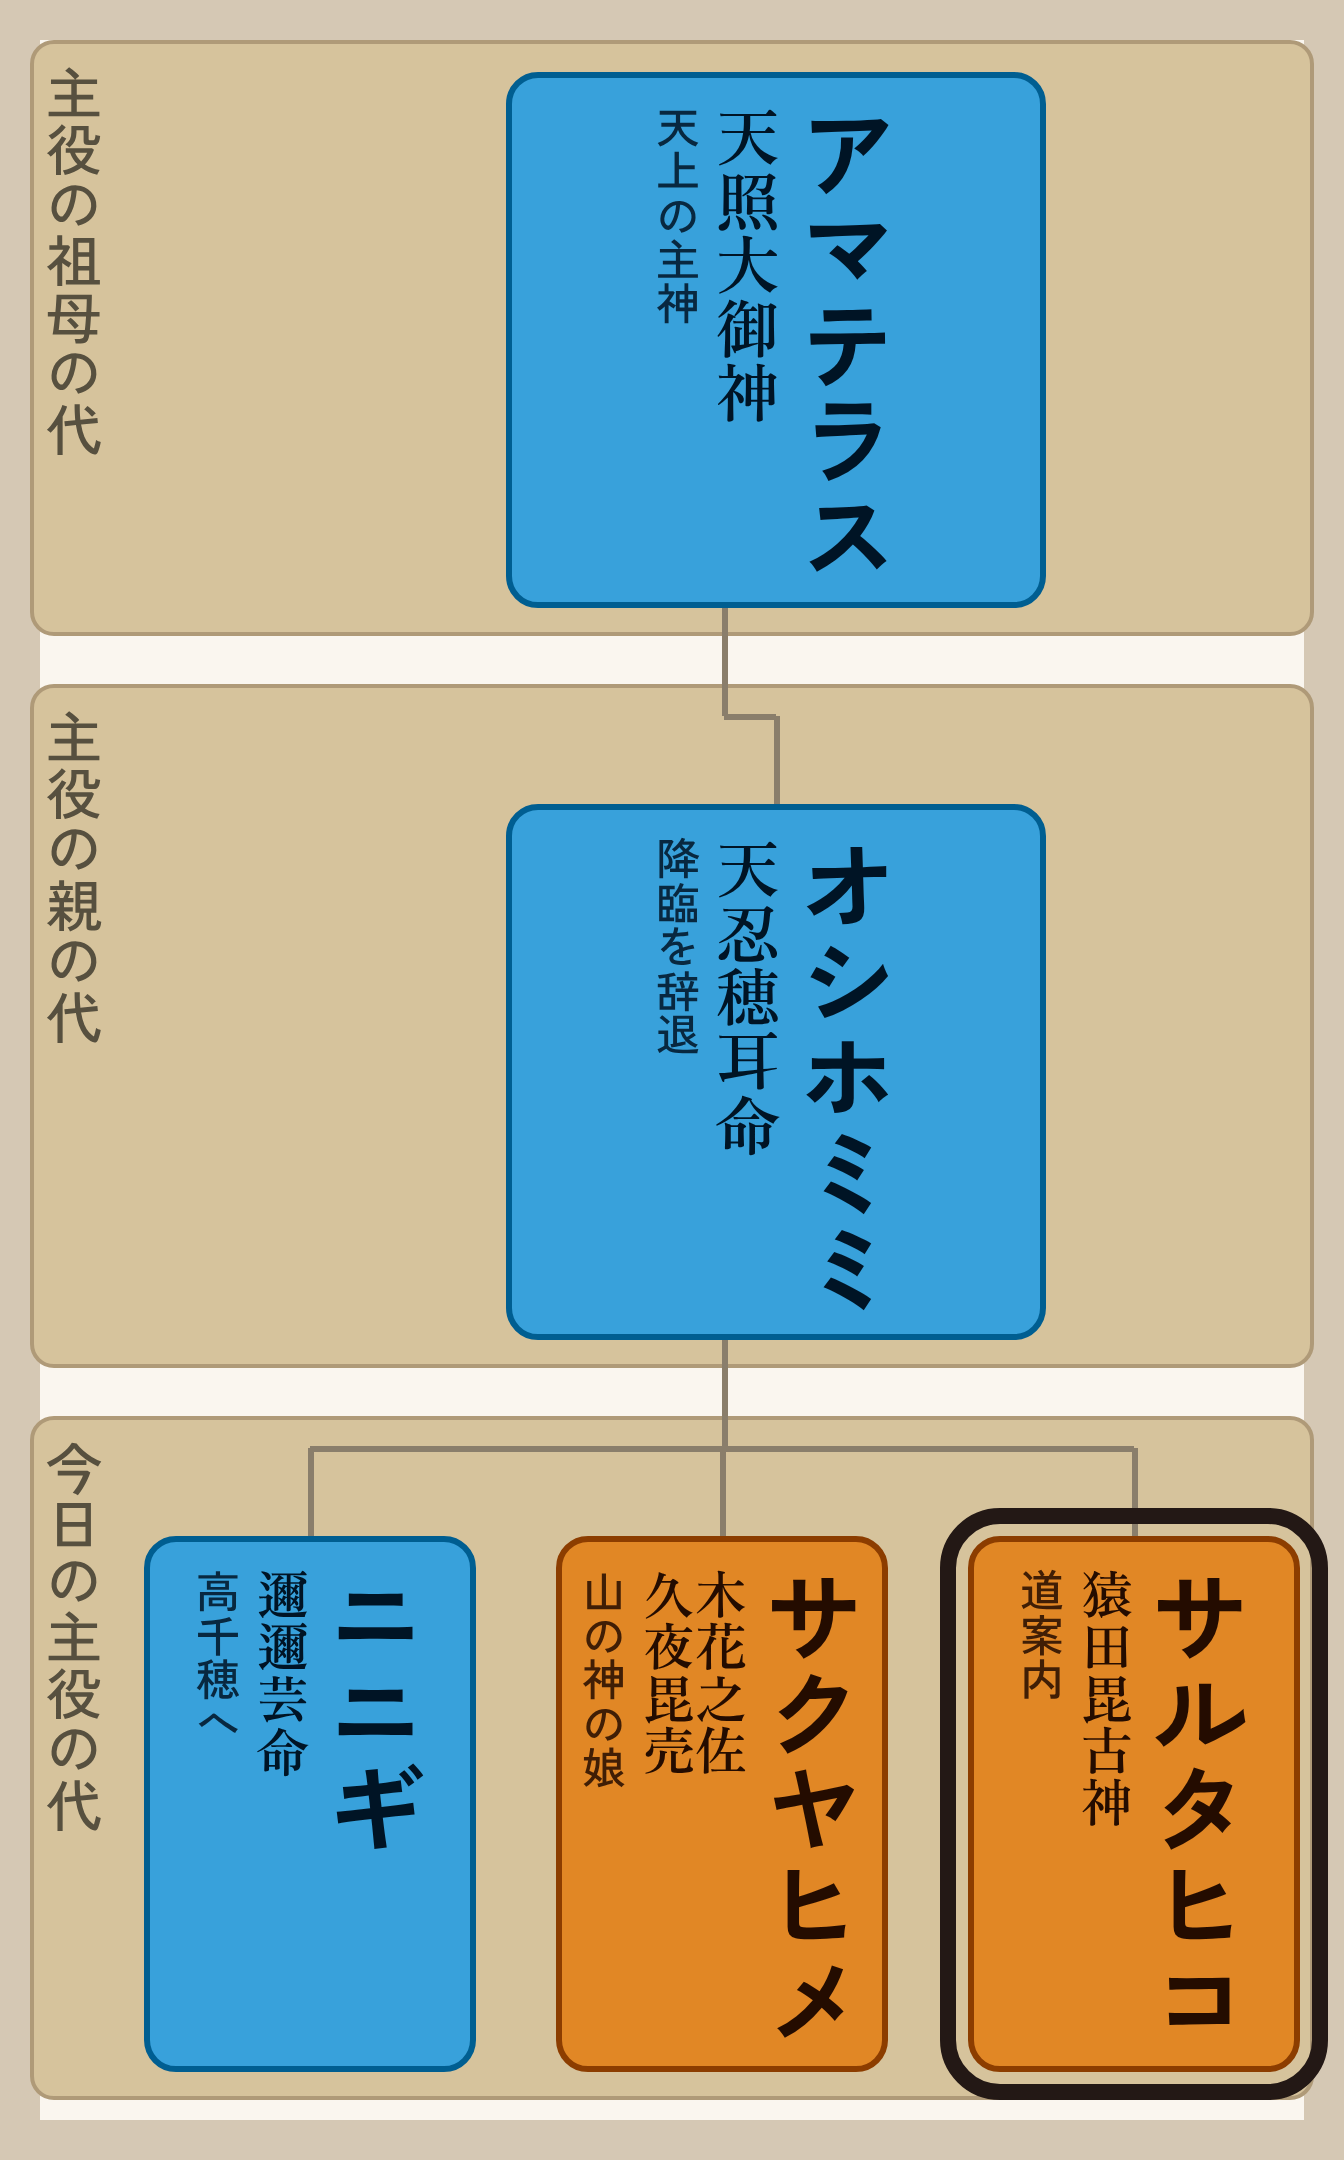 主役の祖母の代
アマテラス
天照大御神
天上の主神
主役の親の代
オシホミミ
天忍穂耳命
降臨を辞退
今日の主役の代
サルタヒコ
猿田毘古神
道案内
サクヤヒメ
木花之佐
久夜毘売
山の神の娘
ニニギ
邇邇芸命
高千穂へ